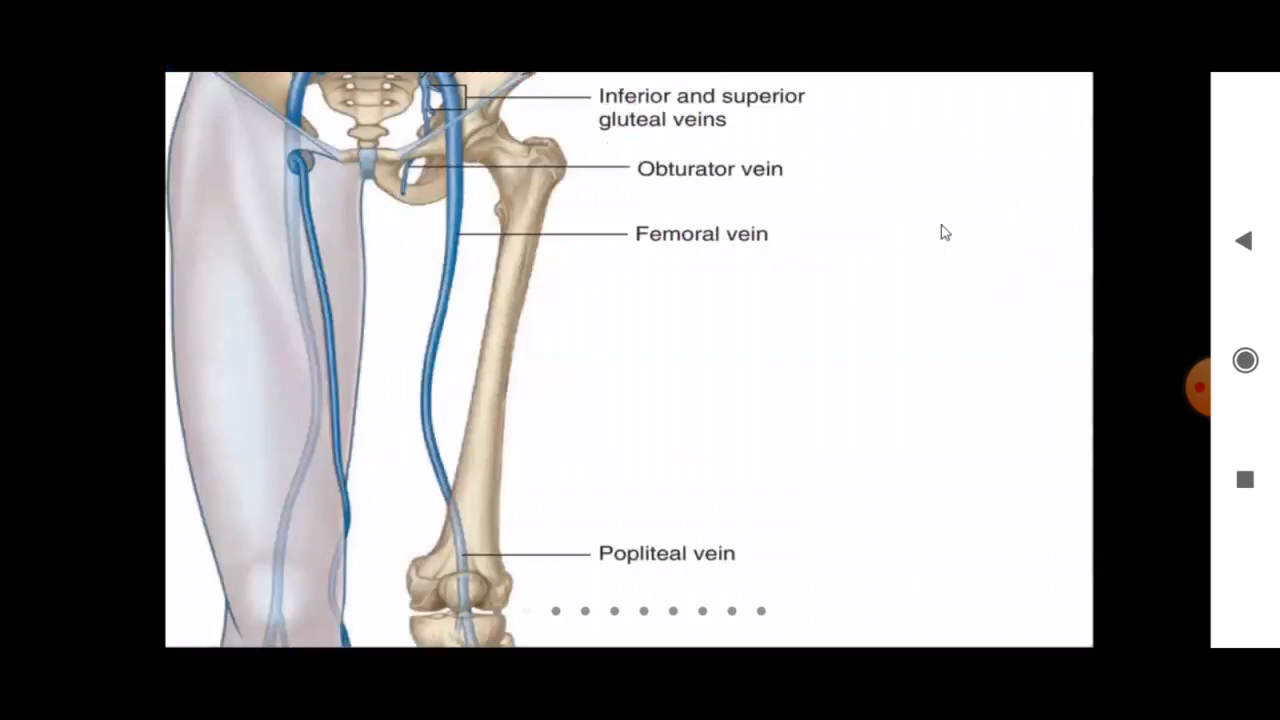 Inferior and superior
gluteal veins
Obturator vein
Femoral vein
Popliteal vein